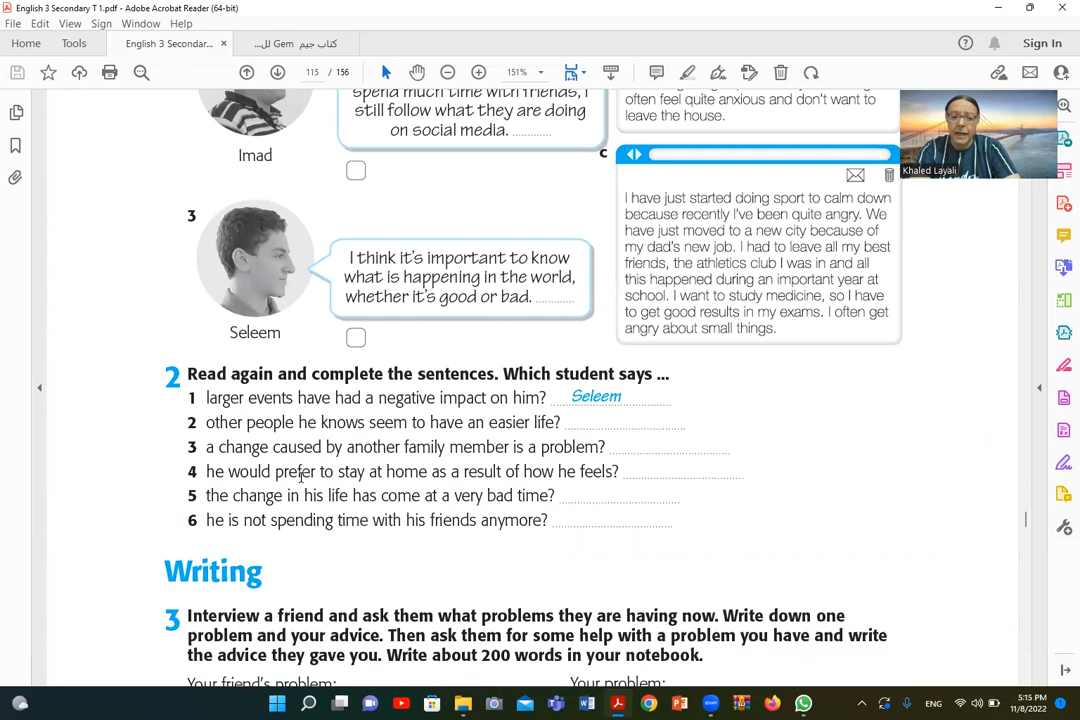 English 3 Secondary T 1.pdf - Adobe Acrobat Reader (64-bit)
File Edit View Sign Window Help
Home Tools English 3 Secondar... × كتاب جيم Gem لل... Sign In
115 / 156 151%
spend much time with friends, I
still follow what they are doing
on social media. ............
Imad
often feel quite anxious and don't want to
leave the house.
Khaled Layali
c
I have just started doing sport to calm down
because recently I've been quite angry. We
have just moved to a new city because of
my dad's new job. I had to leave all my best
friends, the athletics club I was in and all
this happened during an important year at
school. I want to study medicine, so I have
to get good results in my exams. I often get
angry about small things.
3
I think it's important to know
what is happening in the world,
whether it's good or bad. ............
Seleem
2 Read again and complete the sentences. Which student says ...
1 larger events have had a negative impact on him? Seleem
2 other people he knows seem to have an easier life? ............
3 a change caused by another family member is a problem? ............
4 he would prefer to stay at home as a result of how he feels? ............
5 the change in his life has come at a very bad time? ............
6 he is not spending time with his friends anymore? ............
Writing
3 Interview a friend and ask them what problems they are having now. Write down one
problem and your advice. Then ask them for some help with a problem you have and write
the advice they gave you. Write about 200 words in your notebook.
Your friend's problem: Your problem:
ENG 5:15 PM
11/8/2022